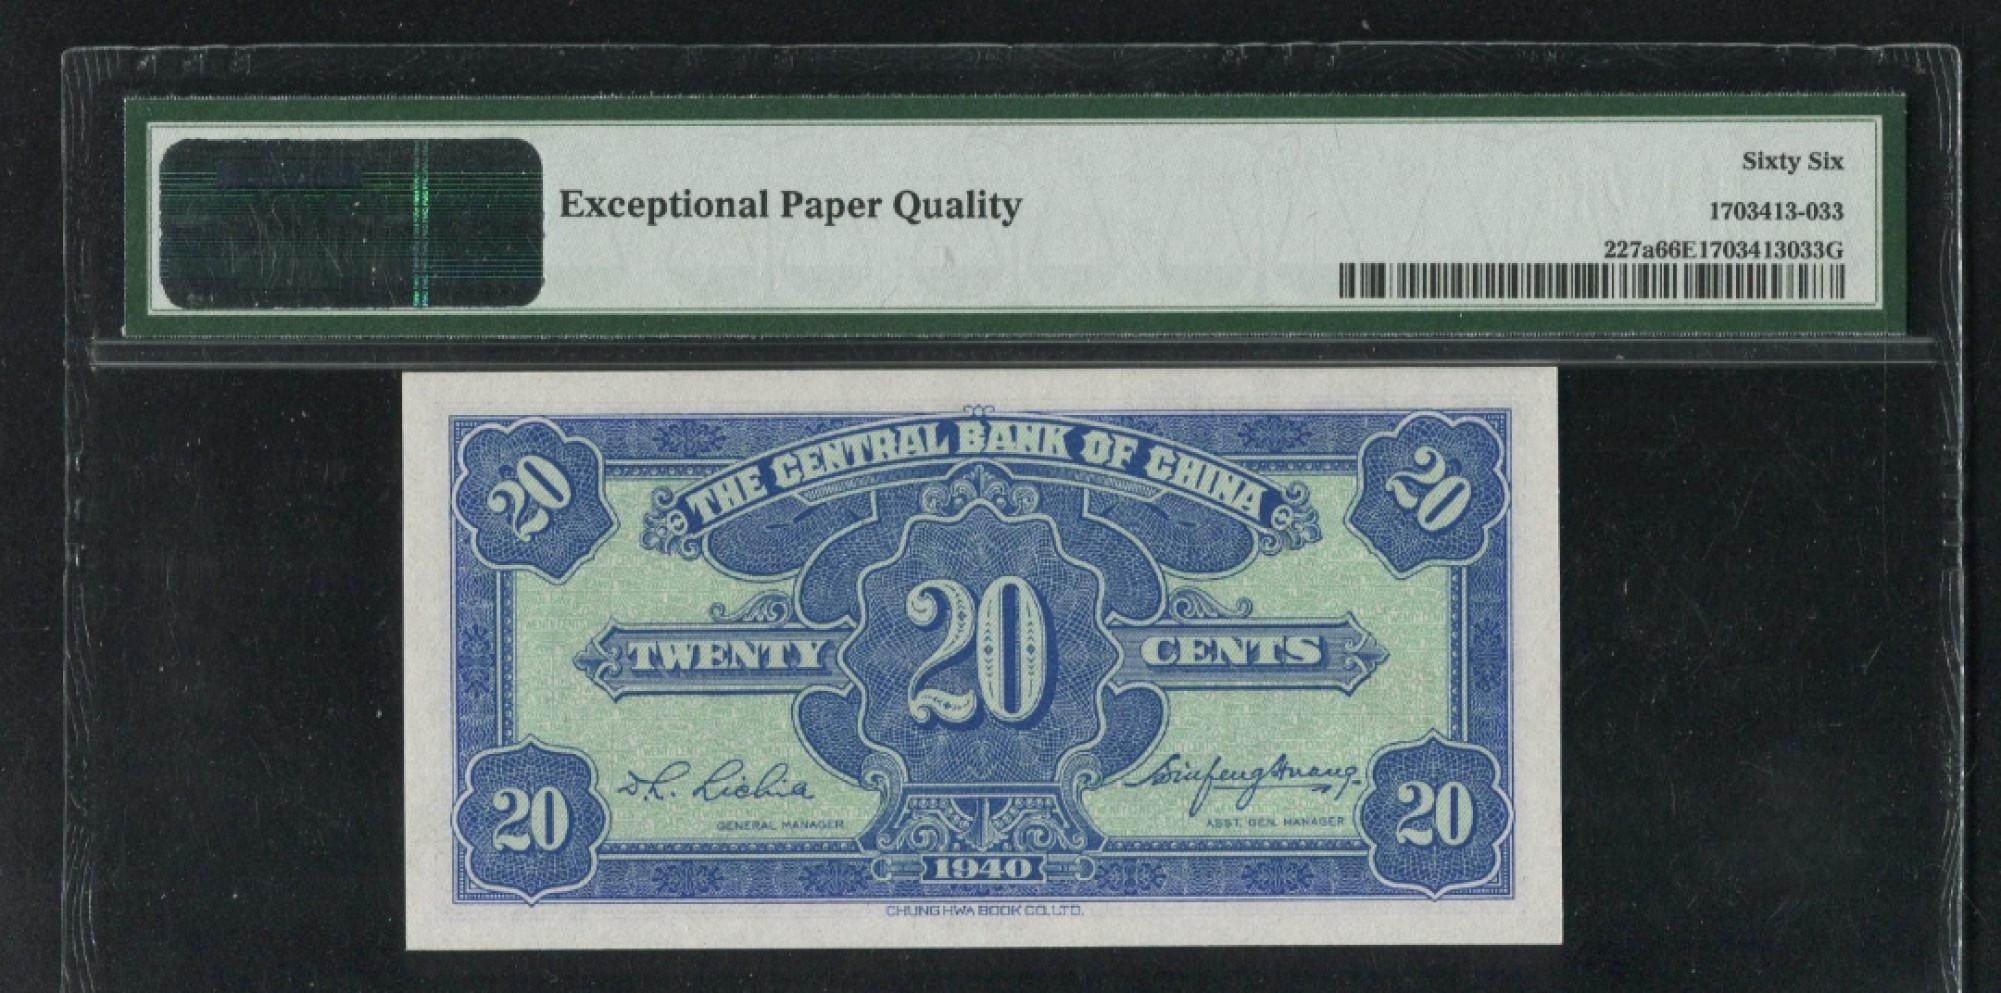 Exceptional Paper Quality
Sixty Six
1703413-033
227a66E1703413033G
THE CENTRAL BANK OF CHINA
20
20
TWENTY
20
CENTS
GENERAL MANAGER
ASST. GEN. MANAGER
20
20
1940
CHUNG HWA BOOK CO., LTD.